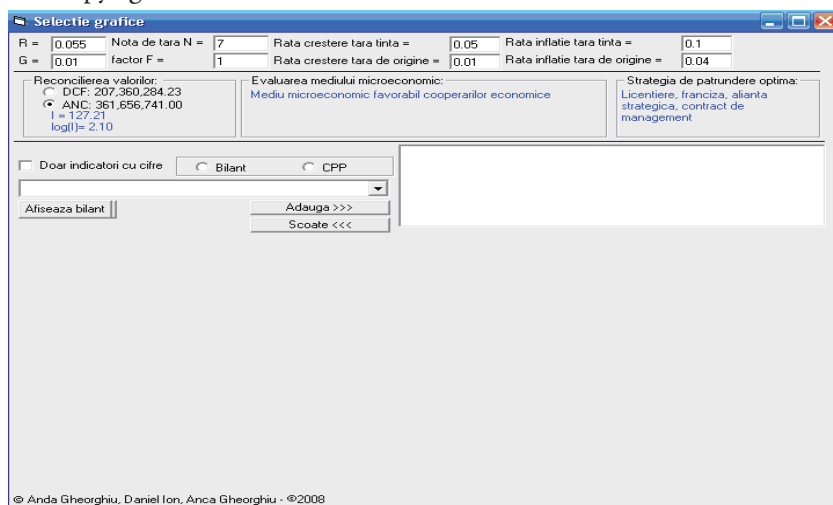 Selectie grafice
R = 0.055 Nota de tara N = 7 Rata crestere tara tinta = 0.05 Rata inflatie tara tinta = 0.1
G = 0.01 factor F = 1 Rata crestere tara de origine = 0.01 Rata inflatie tara de origine = 0.04
Reconcilierea valorilor:
DCF: 207,360,284.23
ANC: 361,656,741.00
I = 127.21
log(I)= 2.10
Evaluarea mediului microeconomic:
Mediu microeconomic favorabil cooperarilor economice
Strategia de patrundere optima:
Licentiere, franciza, alianta
strategica, contract de
management
Doar indicatori cu cifre Bilant CPP
Afiseaza bilant Adauga >>>
Scoate <<<
© Anda Gheorghiu, Daniel Ion, Anca Gheorghiu - ©2008